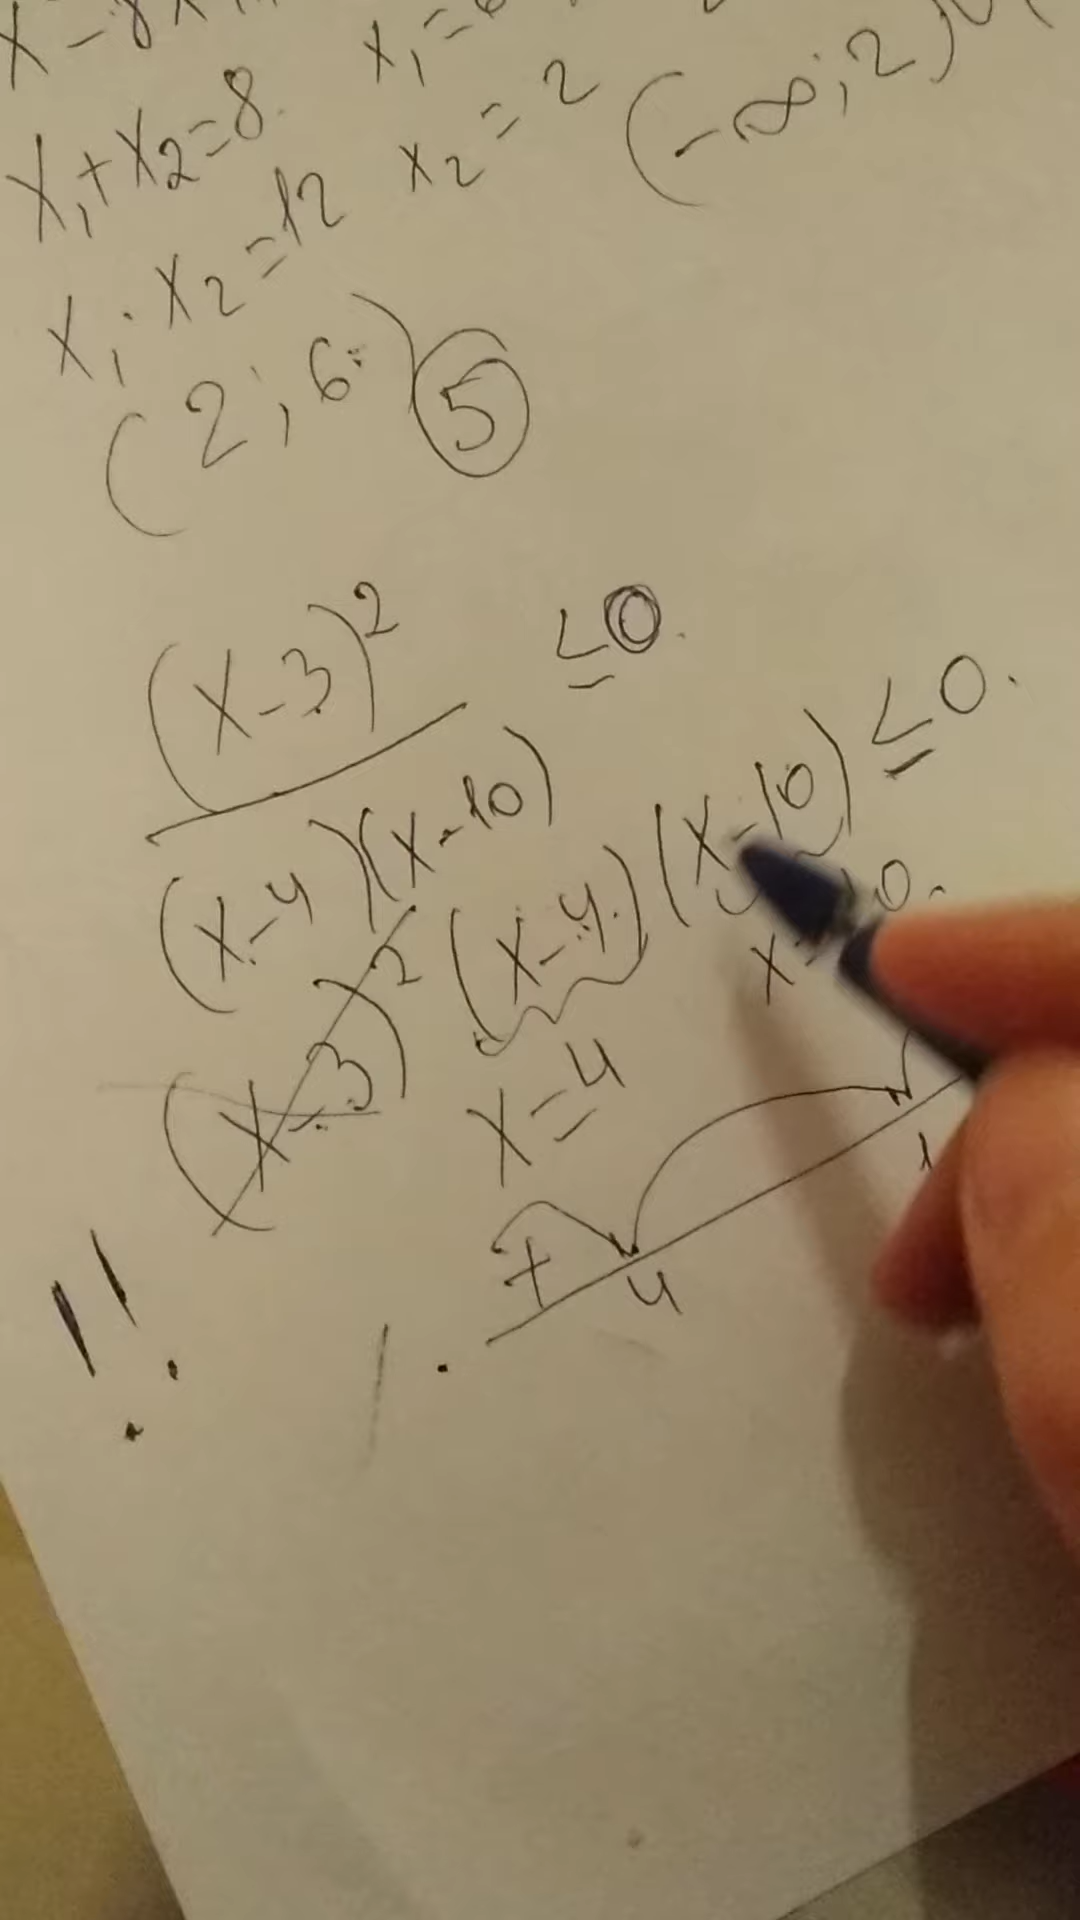 x₁ + x₂ = 8
x₁ · x₂ = 12
x₂ = 2
(-∞; 2)
(2; 6) 5
(x-3)² ≤ 0.
(x-4)(x-10)
(x-3)² (x-4) (x-10) ≤ 0.
x = 4
+ 4
!!